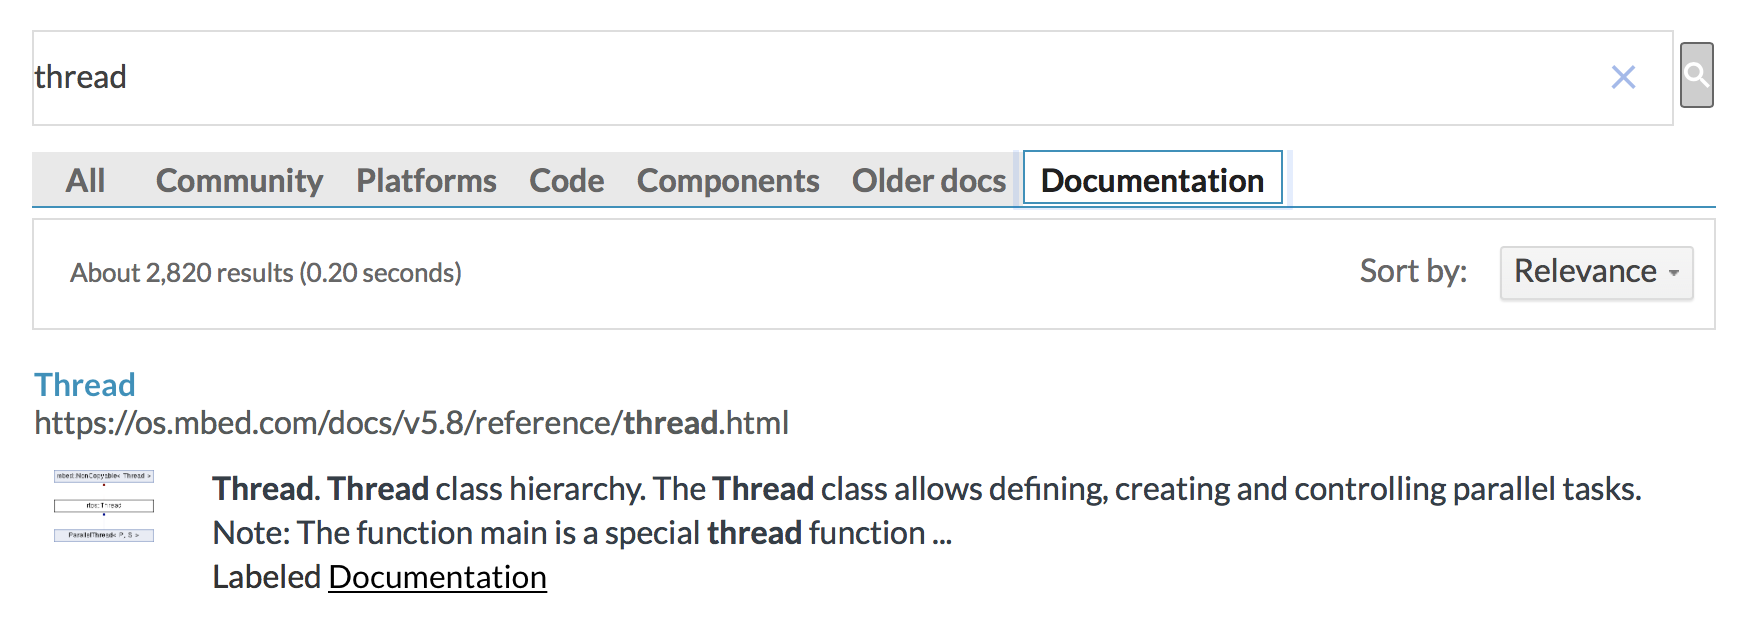 thread
All Community Platforms Code Components Older docs Documentation
About 2,820 results (0.20 seconds) Sort by: Relevance
Thread
https://os.mbed.com/docs/v5.8/reference/thread.html
mbed::NonCopyable< Thread >
rtos::Thread
ParallelThread< P, S >
Thread. Thread class hierarchy. The Thread class allows defining, creating and controlling parallel tasks.
Note: The function main is a special thread function ...
Labeled Documentation